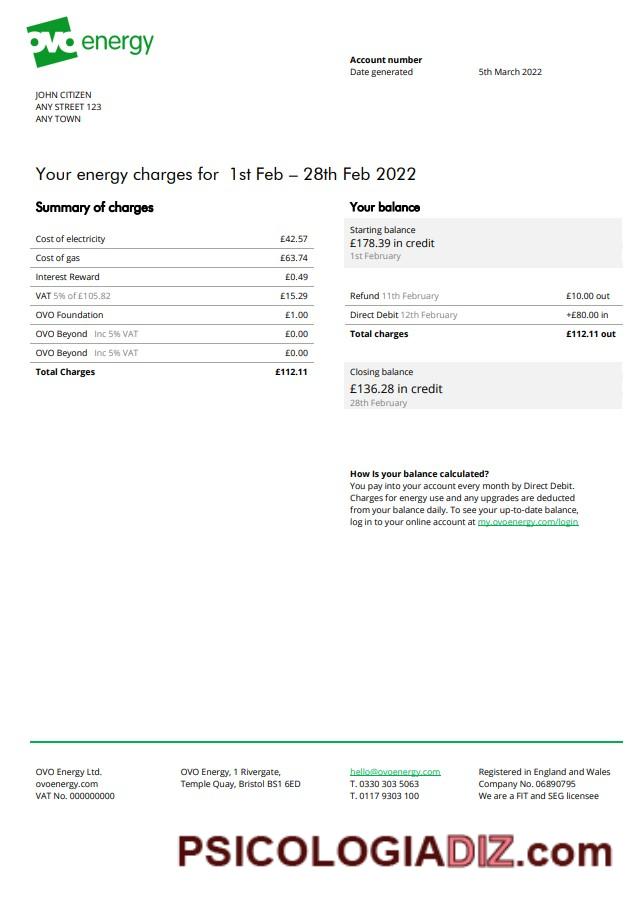 ovo energy
Account number
Date generated 5th March 2022
JOHN CITIZEN
ANY STREET 123
ANY TOWN
Your energy charges for 1st Feb – 28th Feb 2022
Summary of charges
Cost of electricity £42.57
Cost of gas £63.74
Interest Reward £0.49
VAT 5% of £105.82 £15.29
OVO Foundation £1.00
OVO Beyond Inc 5% VAT £0.00
OVO Beyond Inc 5% VAT £0.00
Total Charges £112.11
Your balance
Starting balance
£178.39 in credit
1st February
Refund 11th February £10.00 out
Direct Debit 12th February +£80.00 in
Total charges £112.11 out
Closing balance
£136.28 in credit
28th February
How Is your balance calculated?
You pay into your account every month by Direct Debit.
Charges for energy use and any upgrades are deducted
from your balance daily. To see your up-to-date balance,
log in to your online account at my.ovoenergy.com/login
OVO Energy Ltd.
ovoenergy.com
VAT No. 000000000
OVO Energy, 1 Rivergate,
Temple Quay, Bristol BS1 6ED
hello@ovoenergy.com
T. 0330 303 5063
T. 0117 9303 100
Registered in England and Wales
Company No. 06890795
We are a FIT and SEG licensee
PSICOLOGIADIZ.com